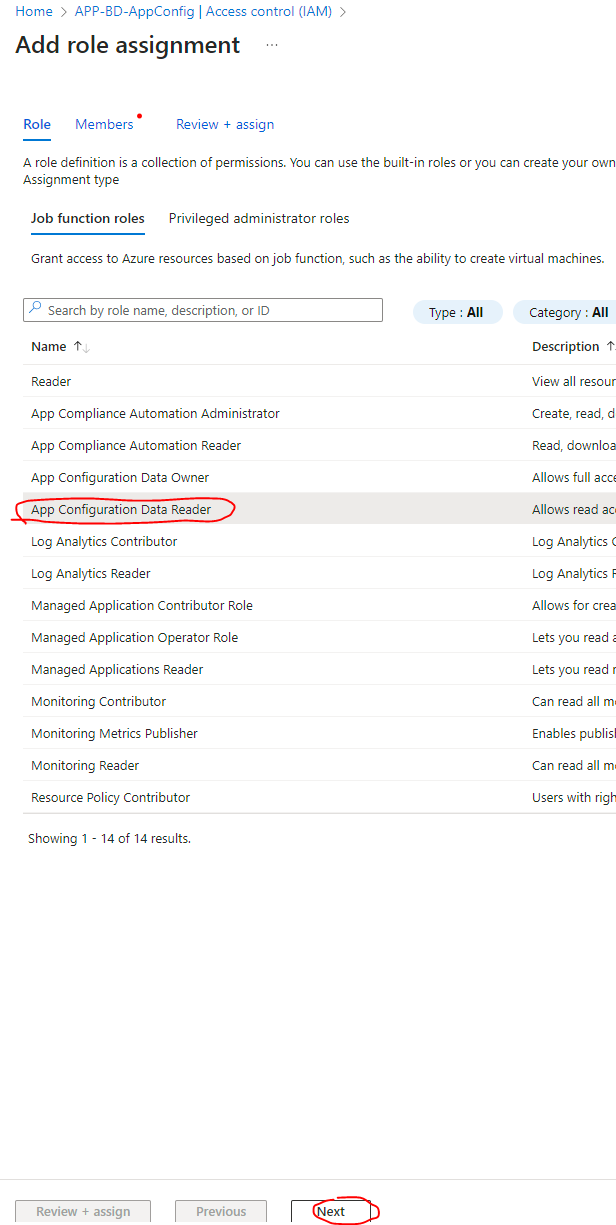 Home > APP-BD-AppConfig | Access control (IAM) >
Add role assignment ...
Role Members Review + assign
A role definition is a collection of permissions. You can use the built-in roles or you can create your own
Assignment type
Job function roles Privileged administrator roles
Grant access to Azure resources based on job function, such as the ability to create virtual machines.
Search by role name, description, or ID Type : All Category : All
Name ↑↓ Description ↑
Reader View all resour
App Compliance Automation Administrator Create, read, d
App Compliance Automation Reader Read, downloa
App Configuration Data Owner Allows full acce
App Configuration Data Reader Allows read ac
Log Analytics Contributor Log Analytics C
Log Analytics Reader Log Analytics R
Managed Application Contributor Role Allows for crea
Managed Application Operator Role Lets you read a
Managed Applications Reader Lets you read r
Monitoring Contributor Can read all mo
Monitoring Metrics Publisher Enables publish
Monitoring Reader Can read all mo
Resource Policy Contributor Users with righ
Showing 1 - 14 of 14 results.
Review + assign Previous Next